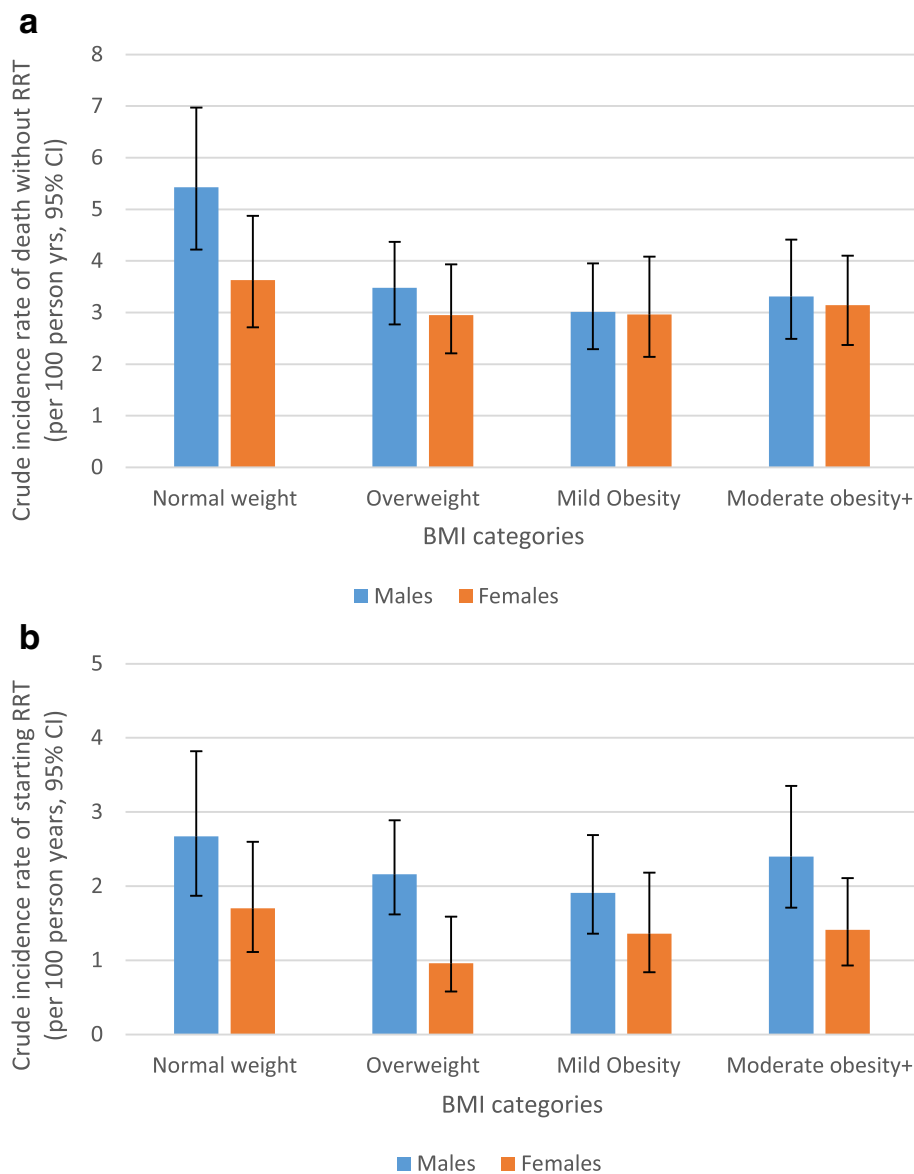 a
Crude incidence rate of death without RRT
(per 100 person yrs, 95% CI)
8
7
6
5
4
3
2
1
0
Normal weight
Overweight
Mild Obesity
Moderate obesity+
BMI categories
Males
Females
b
Crude incidence rate of starting RRT
(per 100 person years, 95% CI)
5
4
3
2
1
0
Normal weight
Overweight
Mild Obesity
Moderate obesity+
BMI categories
Males
Females